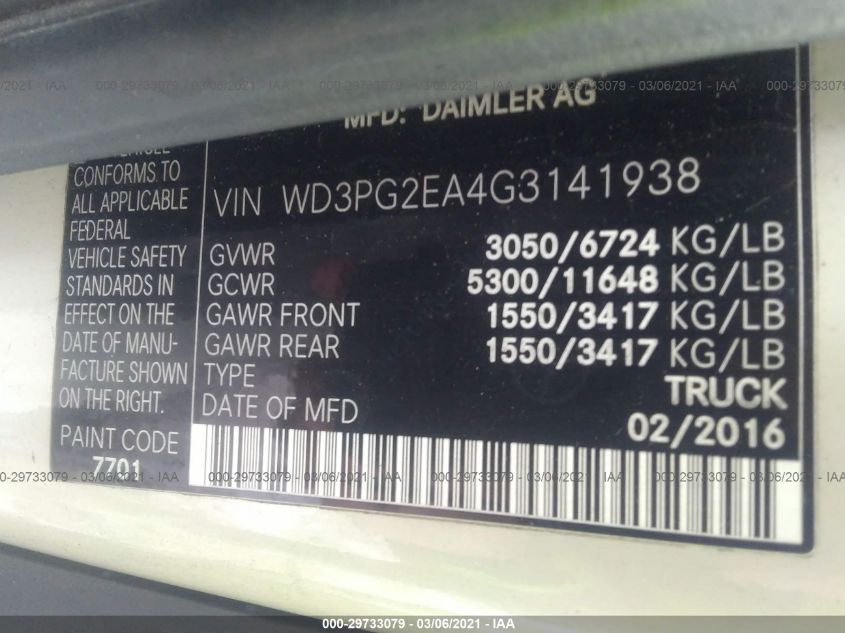 MFD: DAIMLER AG
CONFORMS TO
ALL APPLICABLE
FEDERAL
VEHICLE SAFETY
STANDARDS IN
EFFECT ON THE
DATE OF MANU-
FACTURE SHOWN
ON THE RIGHT.
PAINT CODE
7701
VIN WD3PG2EA4G3141938
GVWR 3050/6724 KG/LB
GCWR 5300/11648 KG/LB
GAWR FRONT 1550/3417 KG/LB
GAWR REAR 1550/3417 KG/LB
TYPE TRUCK
DATE OF MFD 02/2016
000-29733079 - 03/06/2021 - IAA